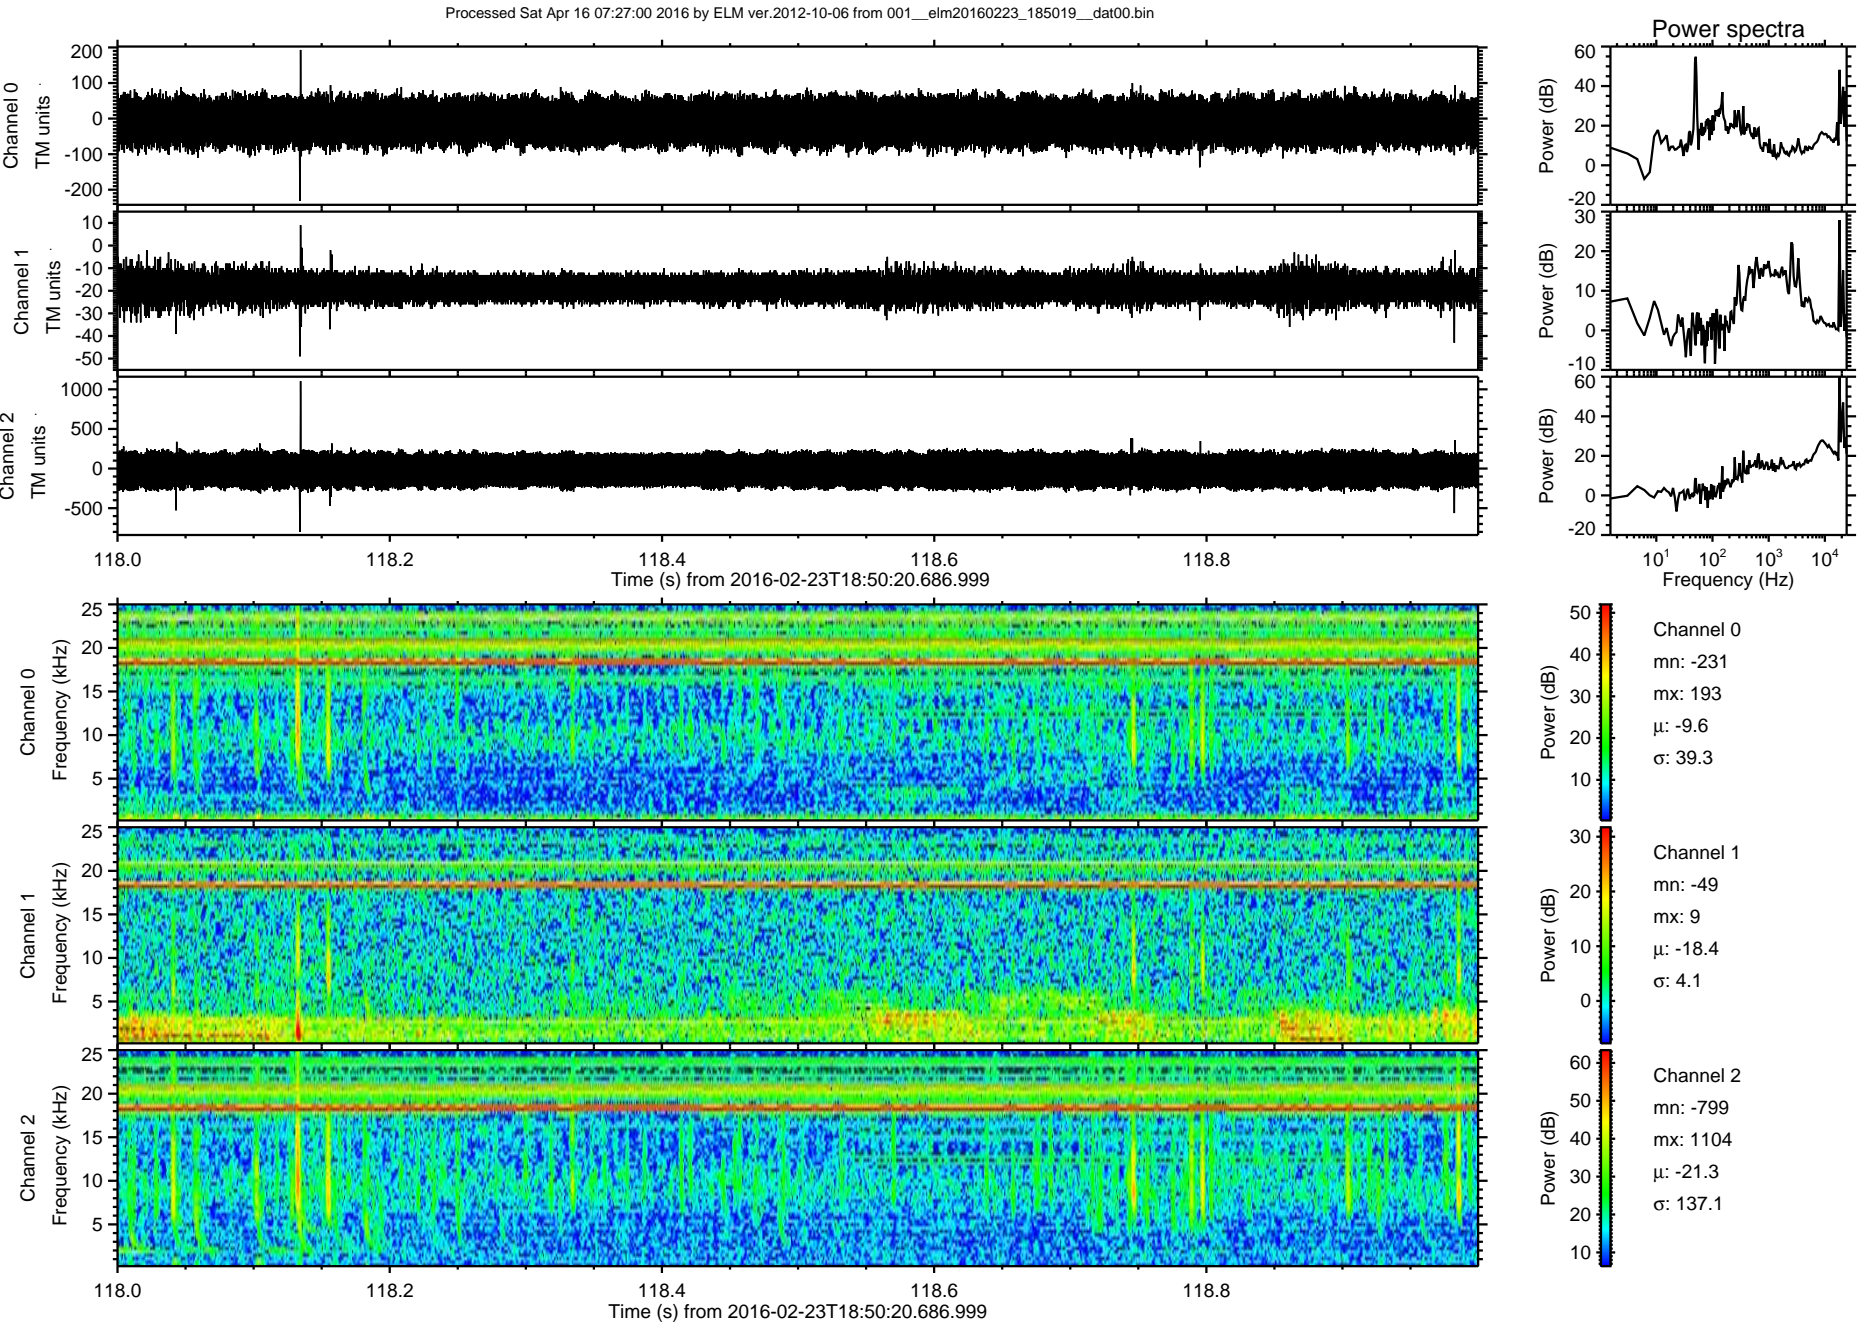 Processed Sat Apr 16 07:27:00 2016 by ELM ver.2012-10-06 from 001__elm20160223_185019__dat00.bin
Power spectra
Channel 0
TM units
200
100
0
-100
-200
Power (dB)
60
40
20
0
-20
Channel 1
TM units
10
0
-10
-20
-30
-40
-50
Power (dB)
30
20
10
0
-10
Channel 2
TM units
1000
500
0
-500
Power (dB)
60
40
20
0
-20
118.0 118.2 118.4 118.6 118.8
Time (s) from 2016-02-23T18:50:20.686.999
10¹ 10² 10³ 10⁴
Frequency (Hz)
Channel 0
Frequency (kHz)
25
20
15
10
5
Power (dB)
50
40
30
20
10
Channel 0
mn: -231
mx: 193
μ: -9.6
σ: 39.3
Channel 1
Frequency (kHz)
25
20
15
10
5
Power (dB)
30
20
10
0
Channel 1
mn: -49
mx: 9
μ: -18.4
σ: 4.1
Channel 2
Frequency (kHz)
25
20
15
10
5
Power (dB)
60
50
40
30
20
10
Channel 2
mn: -799
mx: 1104
μ: -21.3
σ: 137.1
118.0 118.2 118.4 118.6 118.8
Time (s) from 2016-02-23T18:50:20.686.999